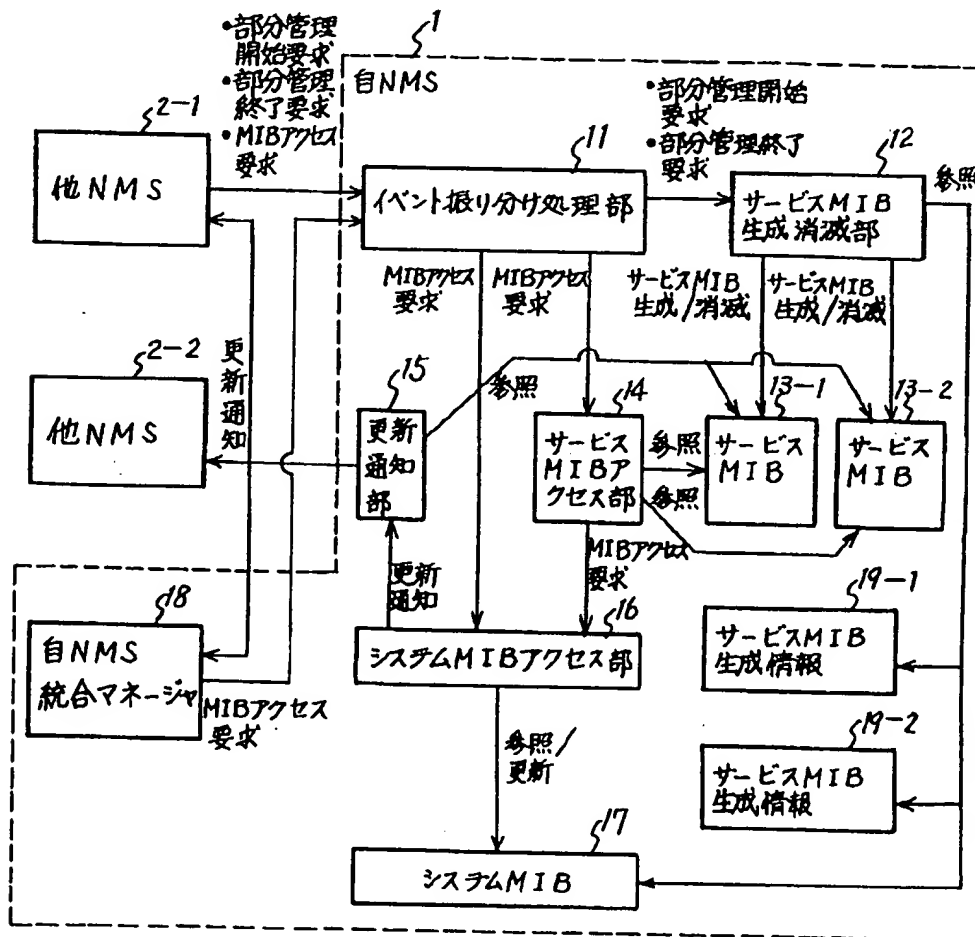 ・部分管理
開始要求
・部分管理
終了要求
・MIBアクセス
要求
1
自NMS
・部分管理開始
要求
・部分管理終了
要求
2-1
他NMS
11
イベント振り分け処理部
12
サービスMIB
生成消滅部
参照
MIBアクセス
要求
MIBアクセス
要求
サービスMIB
生成/消滅
サービスMIB
生成/消滅
更新通知
2-2
他NMS
15
更新
通知
部
参照
14
サービス
MIBア
クセス部
参照
参照
13-1
サービス
MIB
13-2
サービス
MIB
更新
通知
MIBアクセス
要求
18
自NMS
統合マネージャ
MIBアクセス
要求
16
システムMIBアクセス部
19-1
サービスMIB
生成情報
参照/
更新
19-2
サービスMIB
生成情報
17
システムMIB